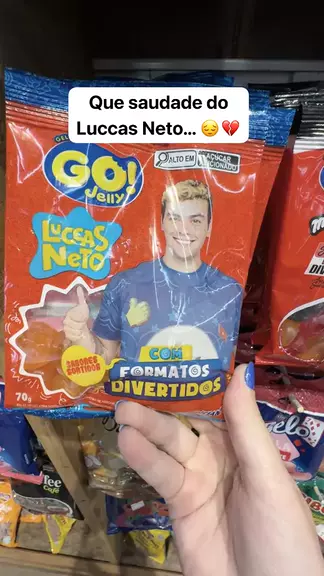 Que saudade do
Luccas Neto... 😔💔
GO!
Jelly!
ALTO EM
AÇÚCAR
ADICIONADO
LUCCAS
NETO
SABORES
SORTIDOS
COM
FORMATOS
DIVERTIDOS
70g